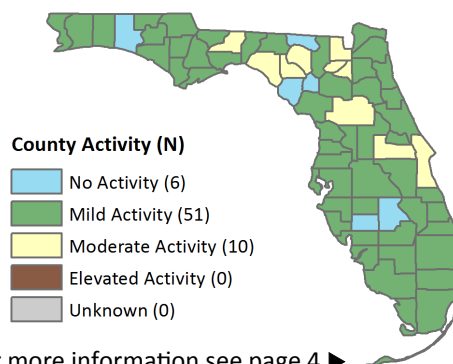 County Activity (N)
No Activity (6)
Mild Activity (51)
Moderate Activity (10)
Elevated Activity (0)
Unknown (0)
more information see page 4 ►